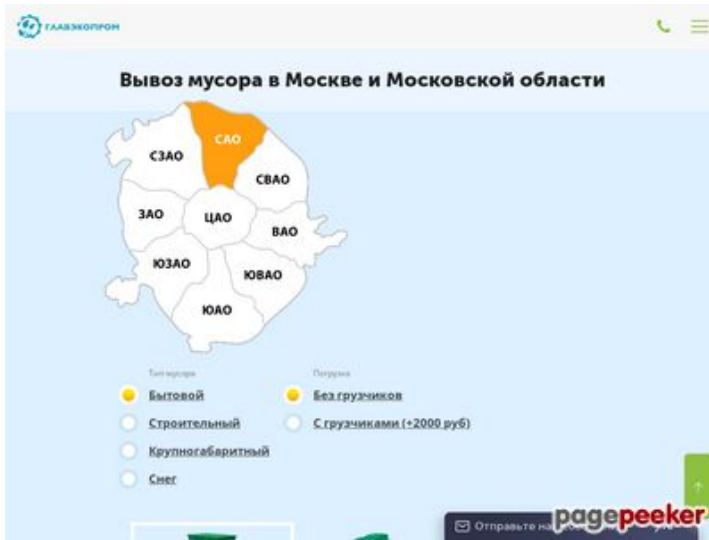 ГЛАВЭКОПРОМ
Вывоз мусора в Москве и Московской области
САО
СЗАО
СВАО
ЗАО
ЦАО
ВАО
ЮЗАО
ЮВАО
ЮАО
Тип мусора
Погрузка
Бытовой
Без грузчиков
Строительный
С грузчиками (+2000 руб)
Крупногабаритный
Снег
Отправьте
pagepeeker